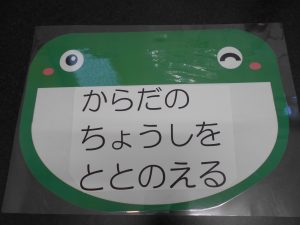 からだの
ちょうしを
ととのえる